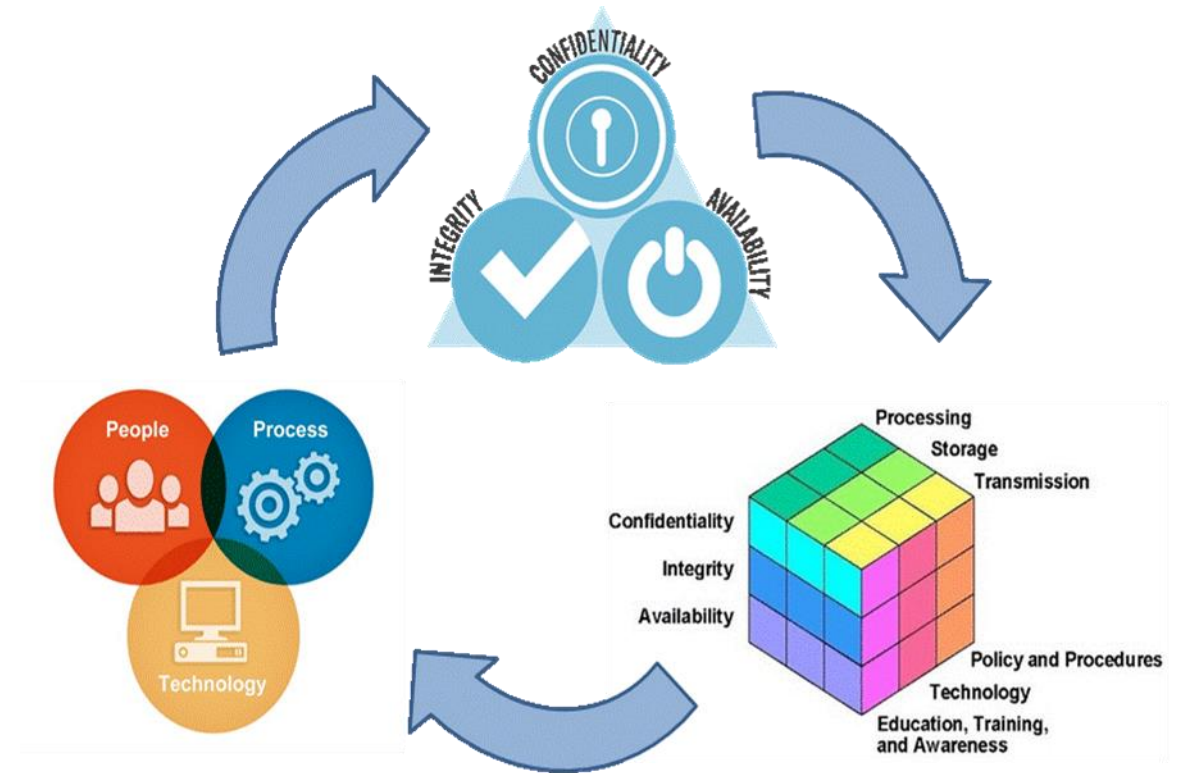 CONFIDENTIALITY
INTEGRITY
AVAILABILITY
People
Process
Technology
Processing
Storage
Transmission
Confidentiality
Integrity
Availability
Policy and Procedures
Technology
Education, Training,
and Awareness